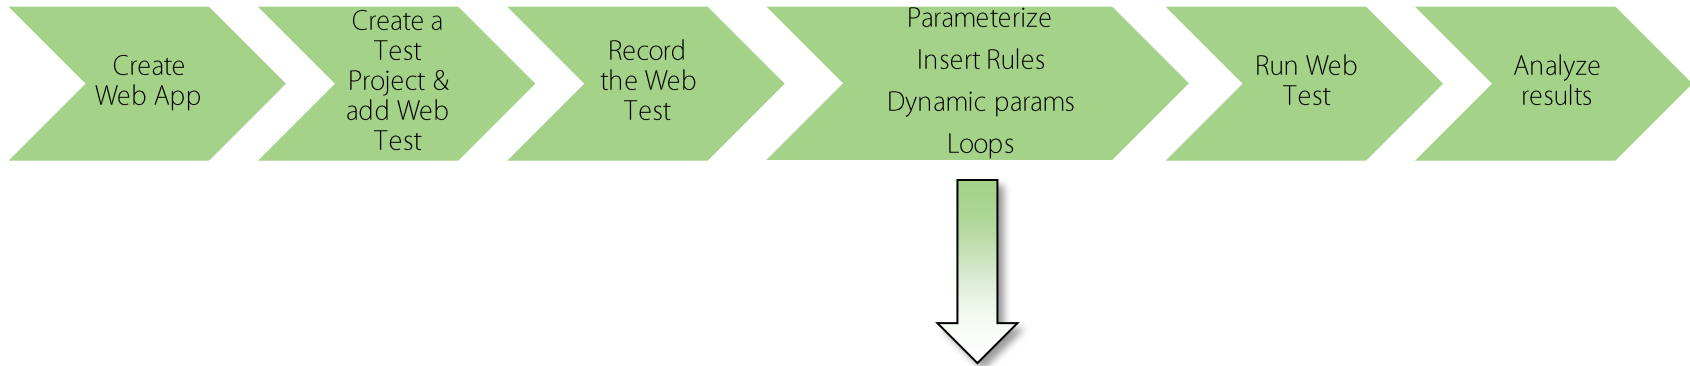 Create
Web App
Create a
Test
Project &
add Web
Test
Record
the Web
Test
Parameterize
Insert Rules
Dynamic params
Loops
Run Web
Test
Analyze
results